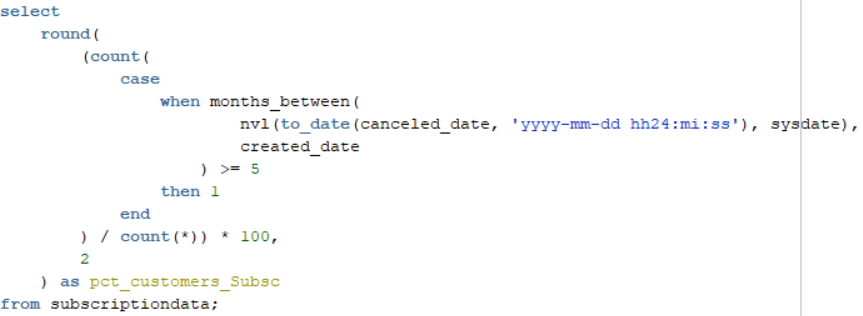 select
round(
(count(
case
when months_between(
nvl(to_date(canceled_date, 'yyyy-mm-dd hh24:mi:ss'), sysdate),
created_date
) >= 5
then 1
end
) / count(*)) * 100,
2
) as pct_customers_Subsc
from subscriptiondata;